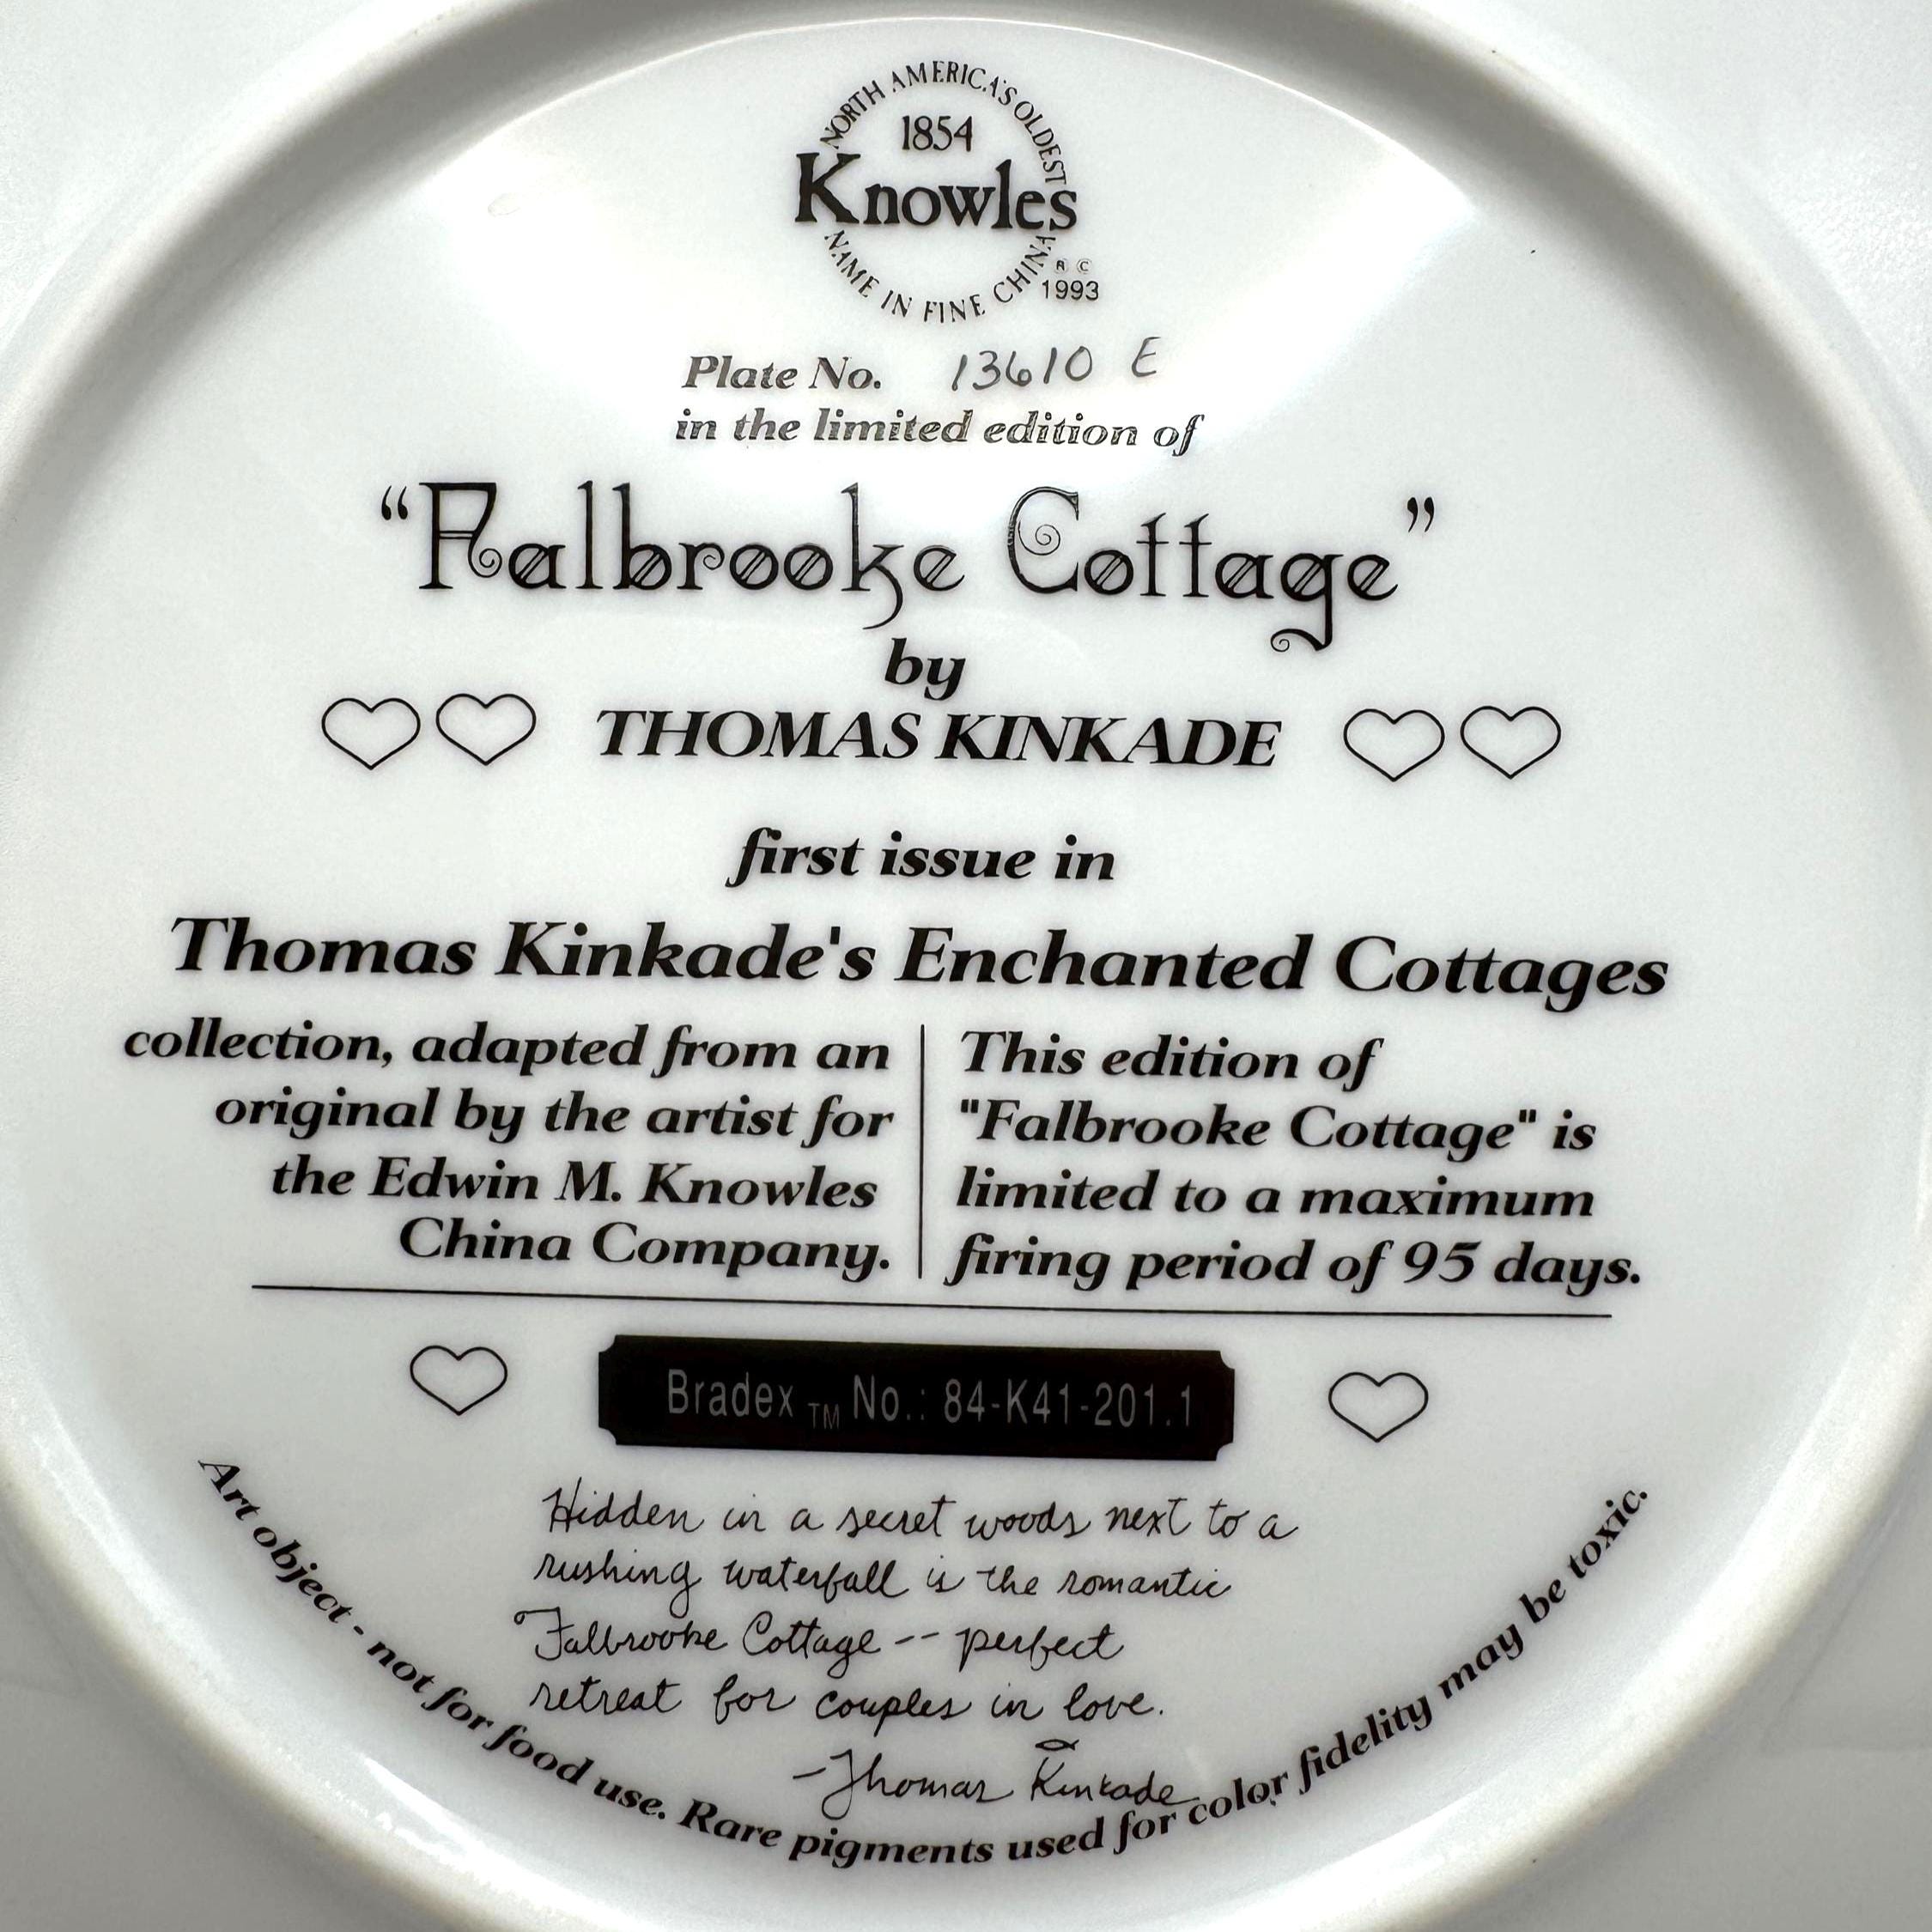 NORTH AMERICA'S OLDEST
1854
Knowles
NAME IN FINE CHINA
R C
1993
Plate No. 13610 E
in the limited edition of
“Falbrooke Cottage”
by
THOMAS KINKADE
first issue in
Thomas Kinkade's Enchanted Cottages
collection, adapted from an
original by the artist for
the Edwin M. Knowles
China Company.
This edition of
"Falbrooke Cottage" is
limited to a maximum
firing period of 95 days.
Bradex TM No.: 84-K41-201.1
Hidden in a secret woods next to a
rushing waterfall is the romantic
Falbrooke Cottage -- perfect
retreat for couples in love.
-Thomas Kinkade
Art object - not for food use. Rare pigments used for color fidelity may be toxic.